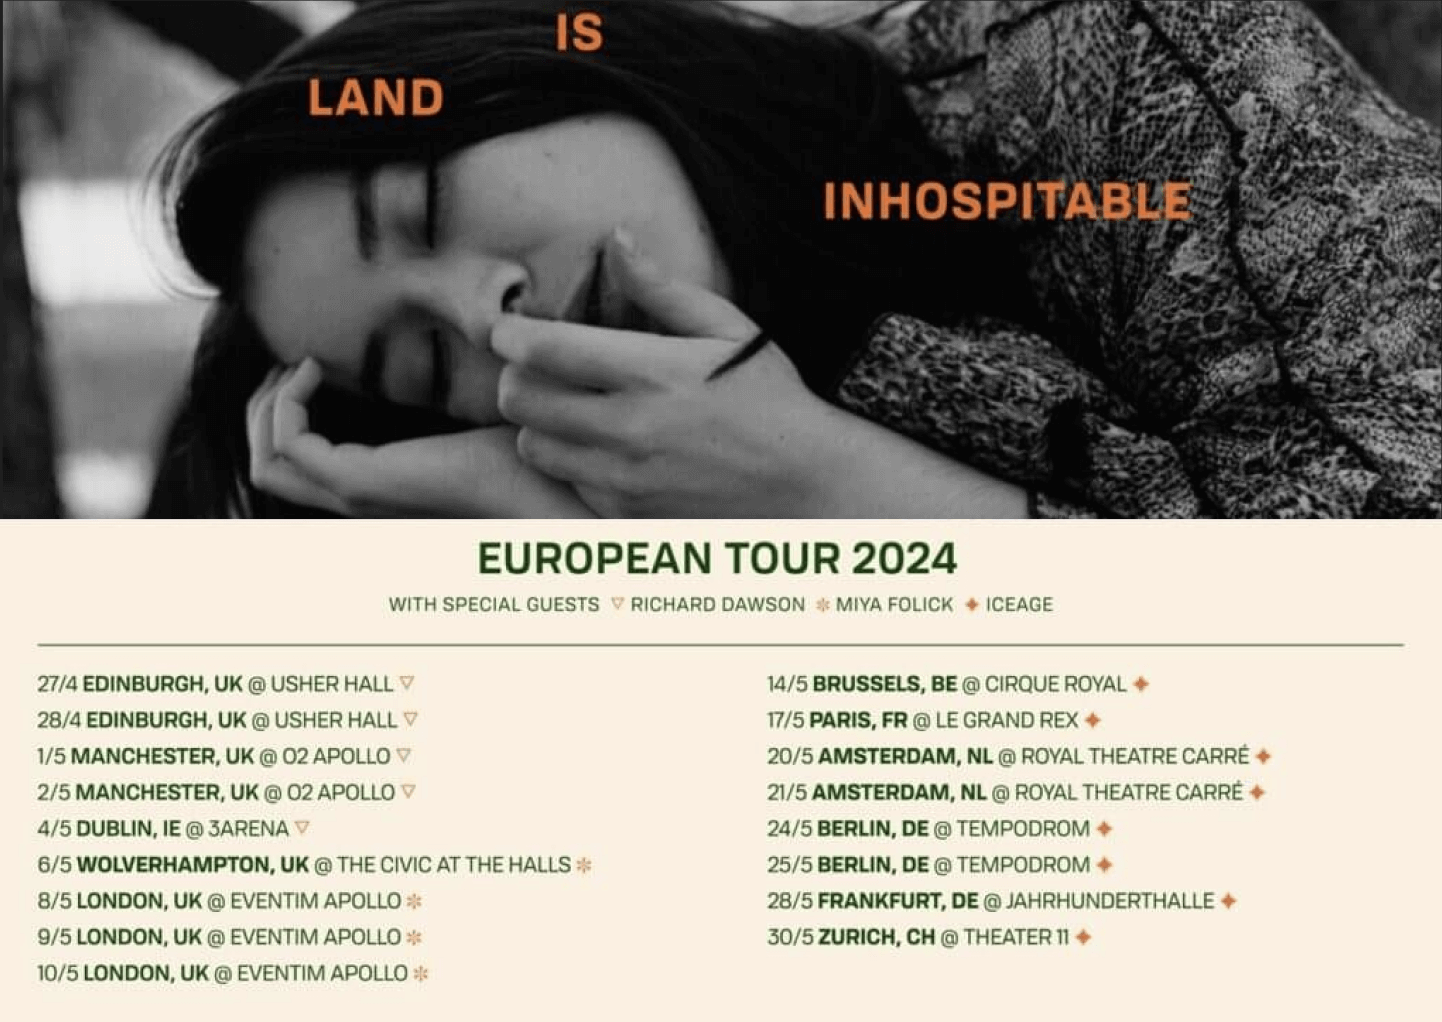 IS
LAND
INHOSPITABLE
EUROPEAN TOUR 2024
WITH SPECIAL GUESTS ▽ RICHARD DAWSON ✼ MIYA FOLICK ✦ ICEAGE
27/4 EDINBURGH, UK @ USHER HALL ▽
28/4 EDINBURGH, UK @ USHER HALL ▽
1/5 MANCHESTER, UK @ O2 APOLLO ▽
2/5 MANCHESTER, UK @ O2 APOLLO ▽
4/5 DUBLIN, IE @ 3ARENA ▽
6/5 WOLVERHAMPTON, UK @ THE CIVIC AT THE HALLS ✼
8/5 LONDON, UK @ EVENTIM APOLLO ✼
9/5 LONDON, UK @ EVENTIM APOLLO ✼
10/5 LONDON, UK @ EVENTIM APOLLO ✼
14/5 BRUSSELS, BE @ CIRQUE ROYAL ✦
17/5 PARIS, FR @ LE GRAND REX ✦
20/5 AMSTERDAM, NL @ ROYAL THEATRE CARRÉ ✦
21/5 AMSTERDAM, NL @ ROYAL THEATRE CARRÉ ✦
24/5 BERLIN, DE @ TEMPODROM ✦
25/5 BERLIN, DE @ TEMPODROM ✦
28/5 FRANKFURT, DE @ JAHRHUNDERTHALLE ✦
30/5 ZURICH, CH @ THEATER 11 ✦